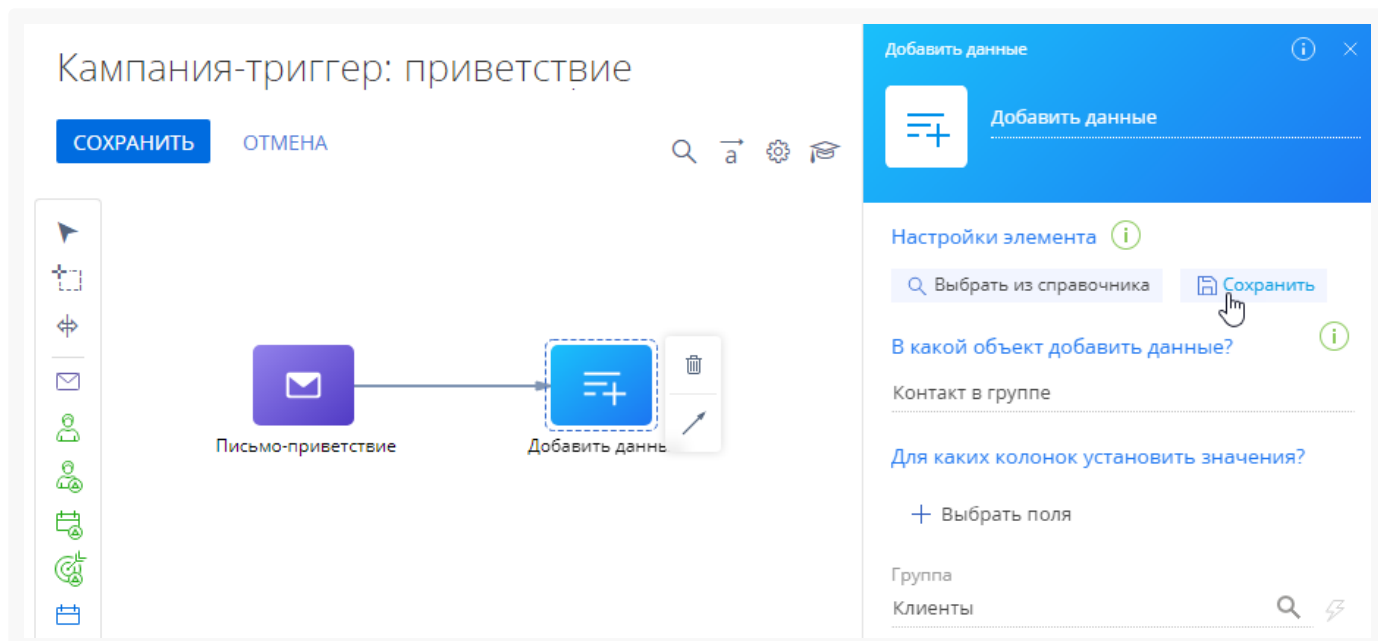 Кампания-триггер: приветствие
СОХРАНИТЬ
ОТМЕНА
a
Письмо-приветствие
Добавить данны
Добавить данные
Добавить данные
Настройки элемента
Выбрать из справочника
Сохранить
В какой объект добавить данные?
Контакт в группе
Для каких колонок установить значения?
Выбрать поля
Группа
Клиенты